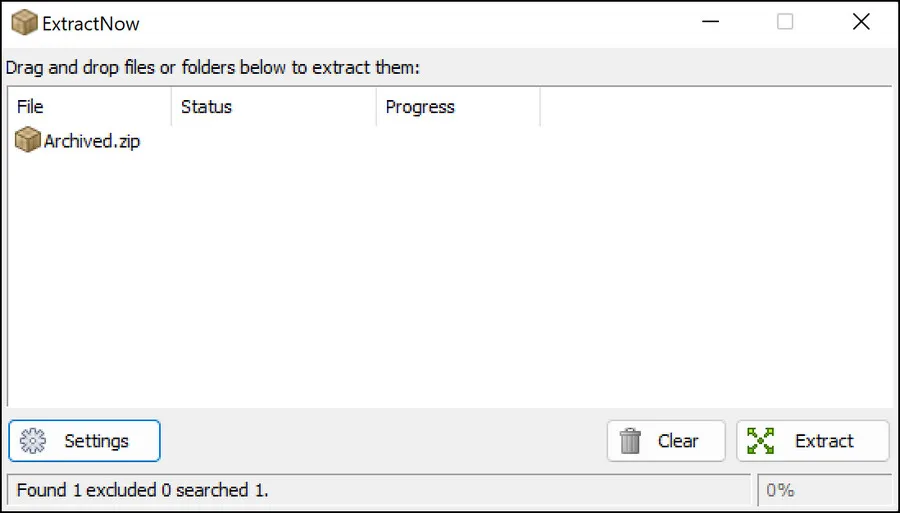 ExtractNow
Drag and drop files or folders below to extract them:
File Status Progress
Archived.zip
Settings Clear Extract
Found 1 excluded 0 searched 1. 0%